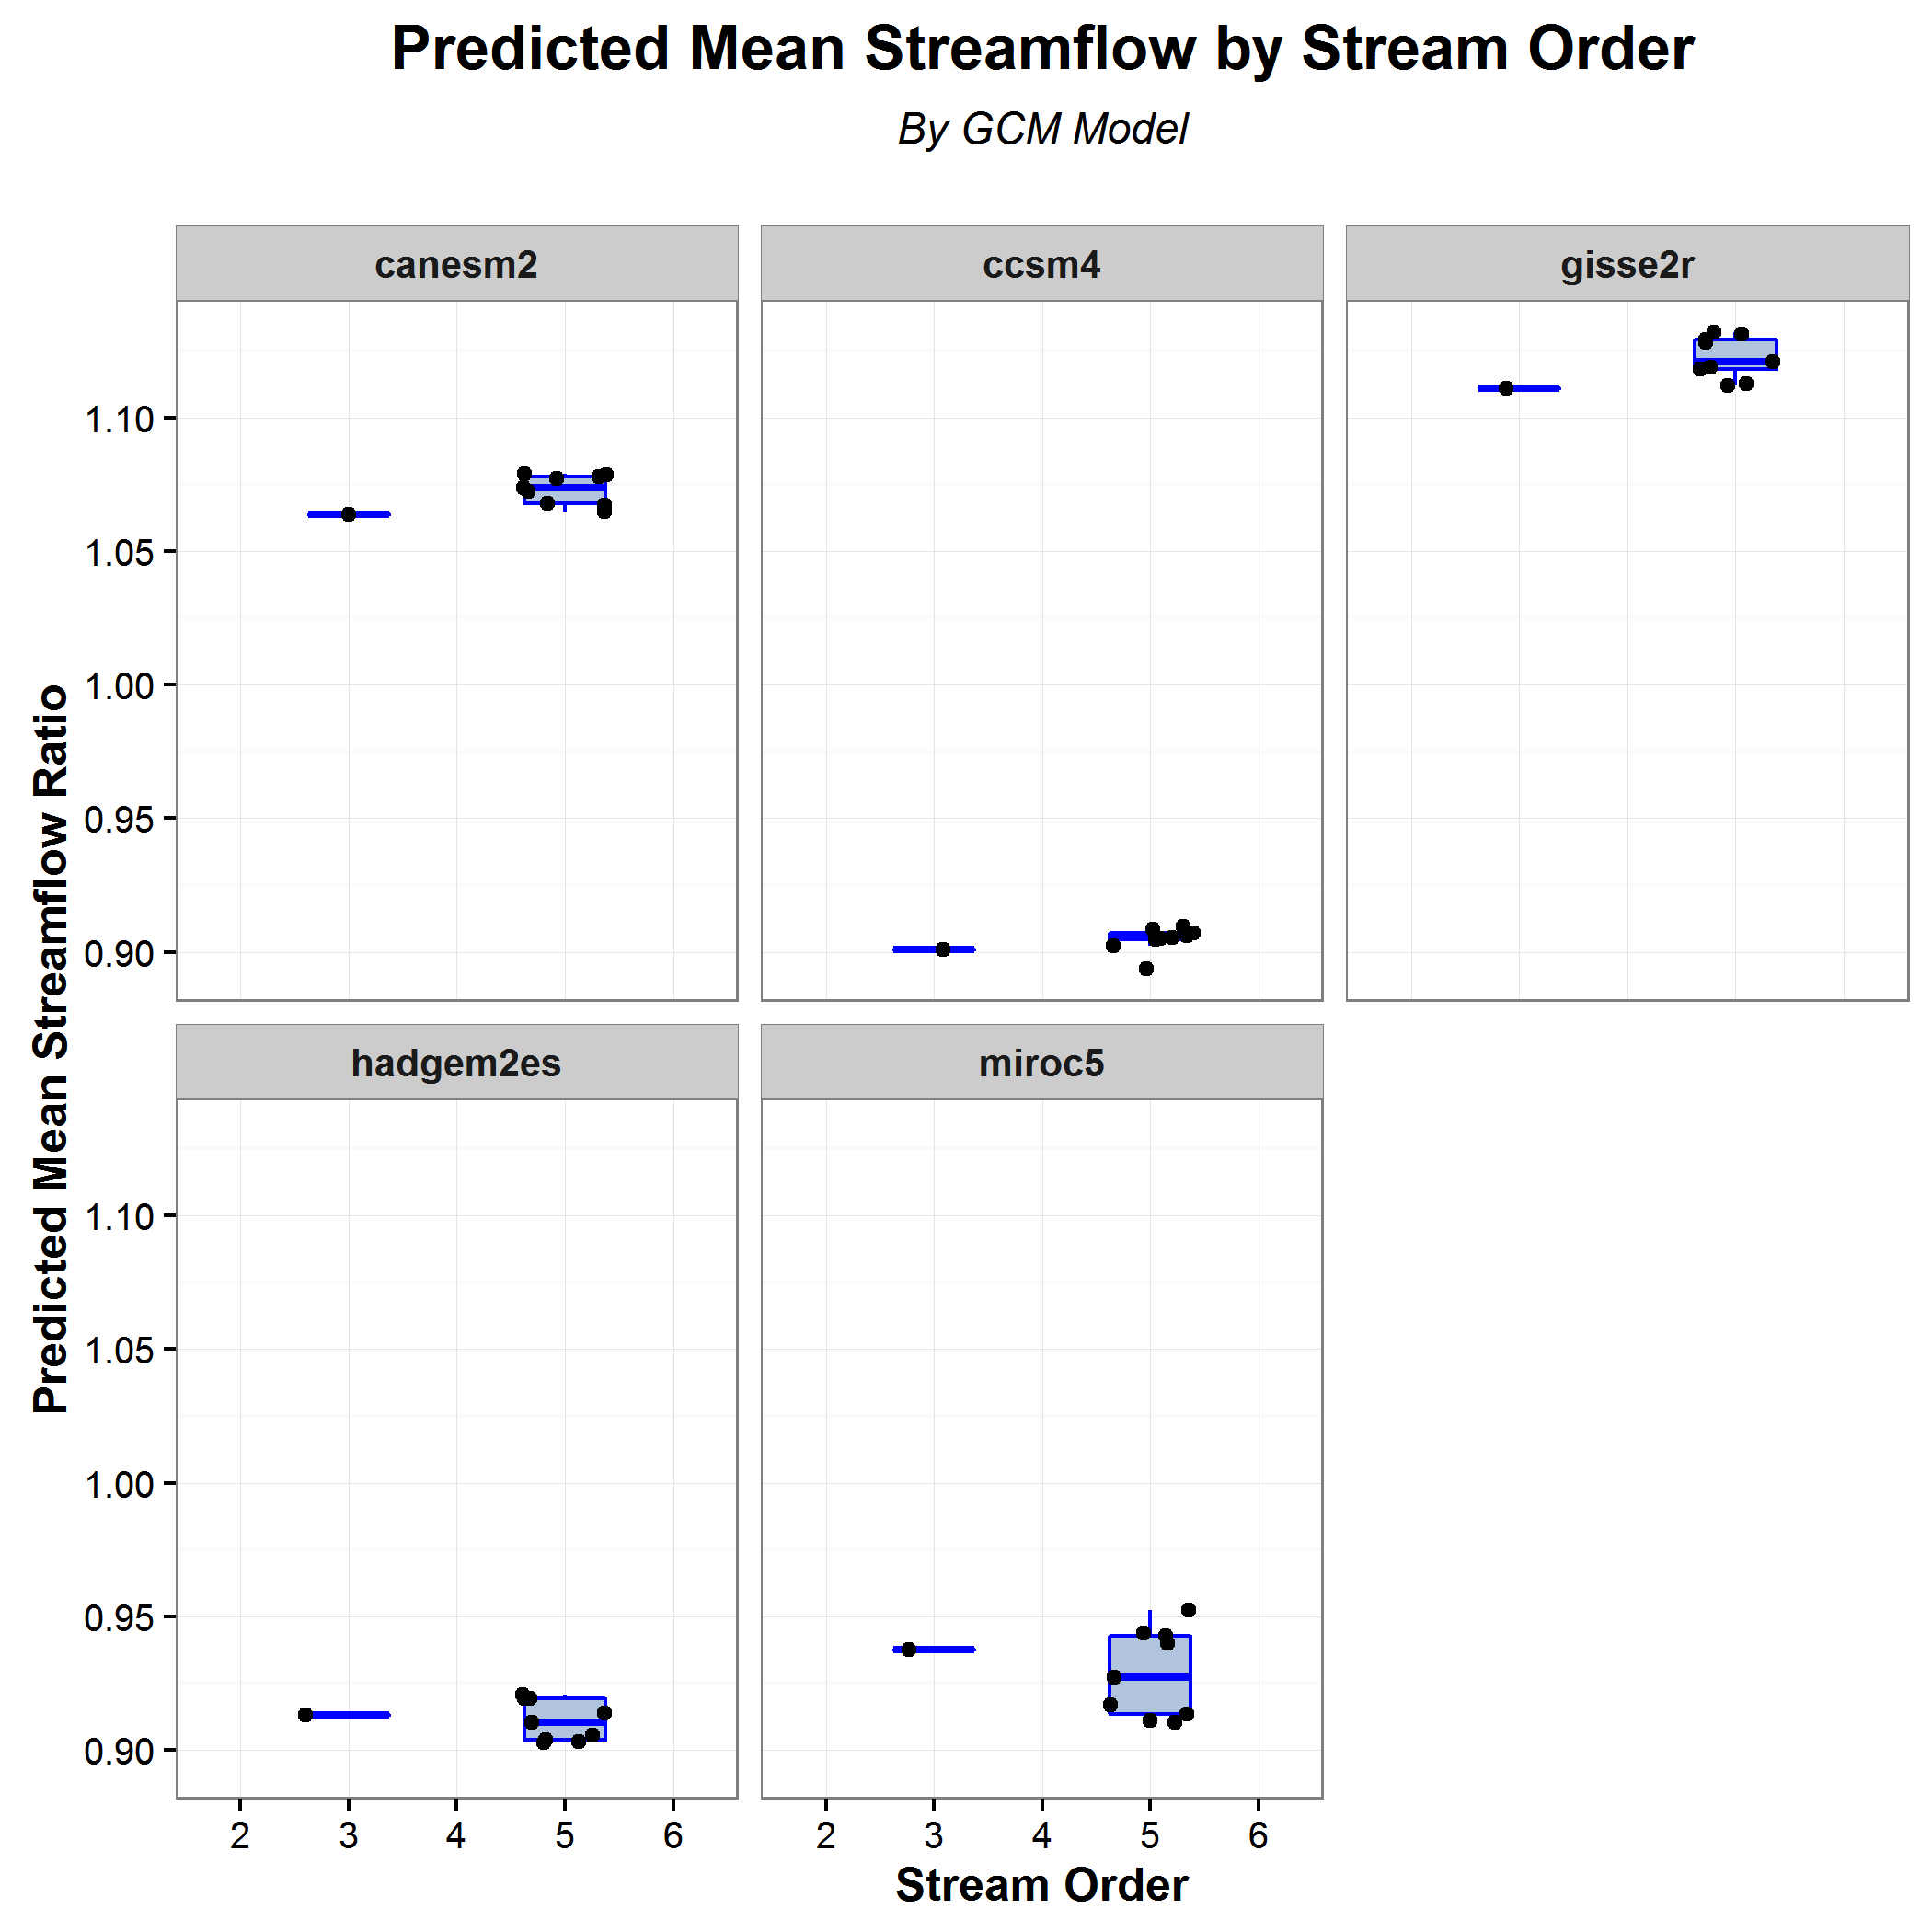 Predicted Mean Streamflow by Stream Order
By GCM Model
canesm2
ccsm4
gisse2r
1.10
1.05
1.00
0.95
0.90
hadgem2es
miroc5
1.10
1.05
1.00
0.95
0.90
2 3 4 5 6
2 3 4 5 6
Stream Order
Predicted Mean Streamflow Ratio